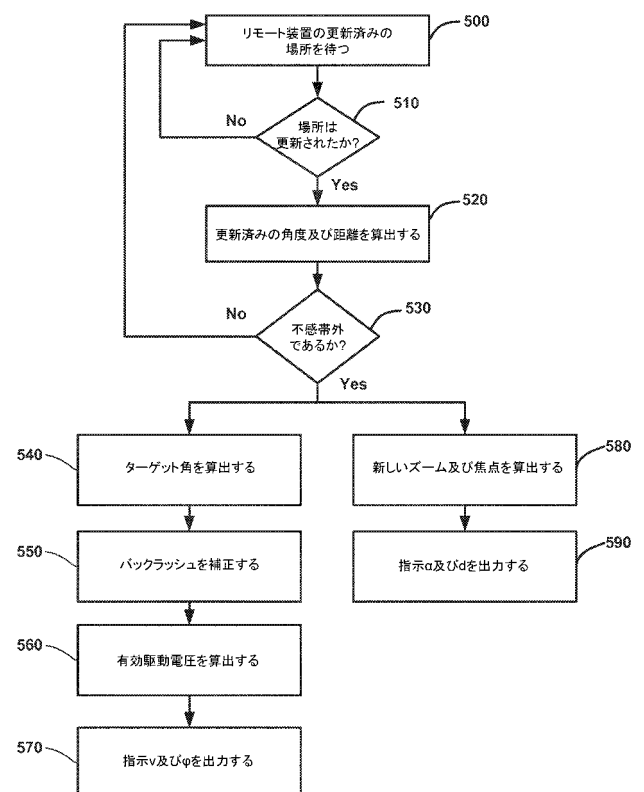 リモート装置の更新済みの
場所を待つ
500
場所は
更新されたか?
510
No
Yes
更新済みの角度及び距離を算出する
520
不感帯外
であるか?
530
No
Yes
540
ターゲット角を算出する
新しいズーム及び焦点を算出する
580
550
バックラッシュを補正する
指示α及びdを出力する
590
560
有効駆動電圧を算出する
570
指示v及びφを出力する